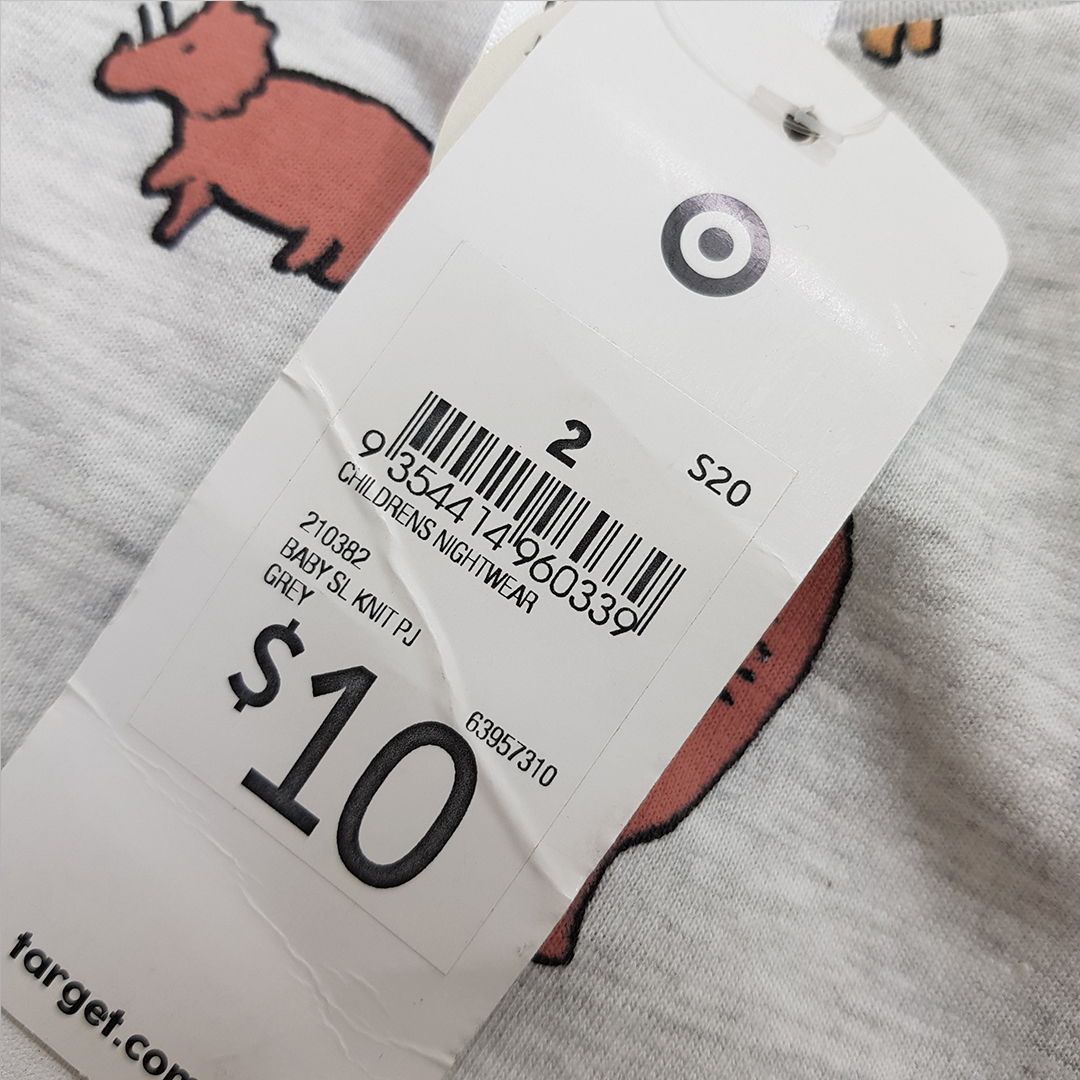 2
S20
9 354414 960339
CHILDRENS NIGHTWEAR
210382
BABY SL KNIT PJ
GREY
$10
63957310
target.com